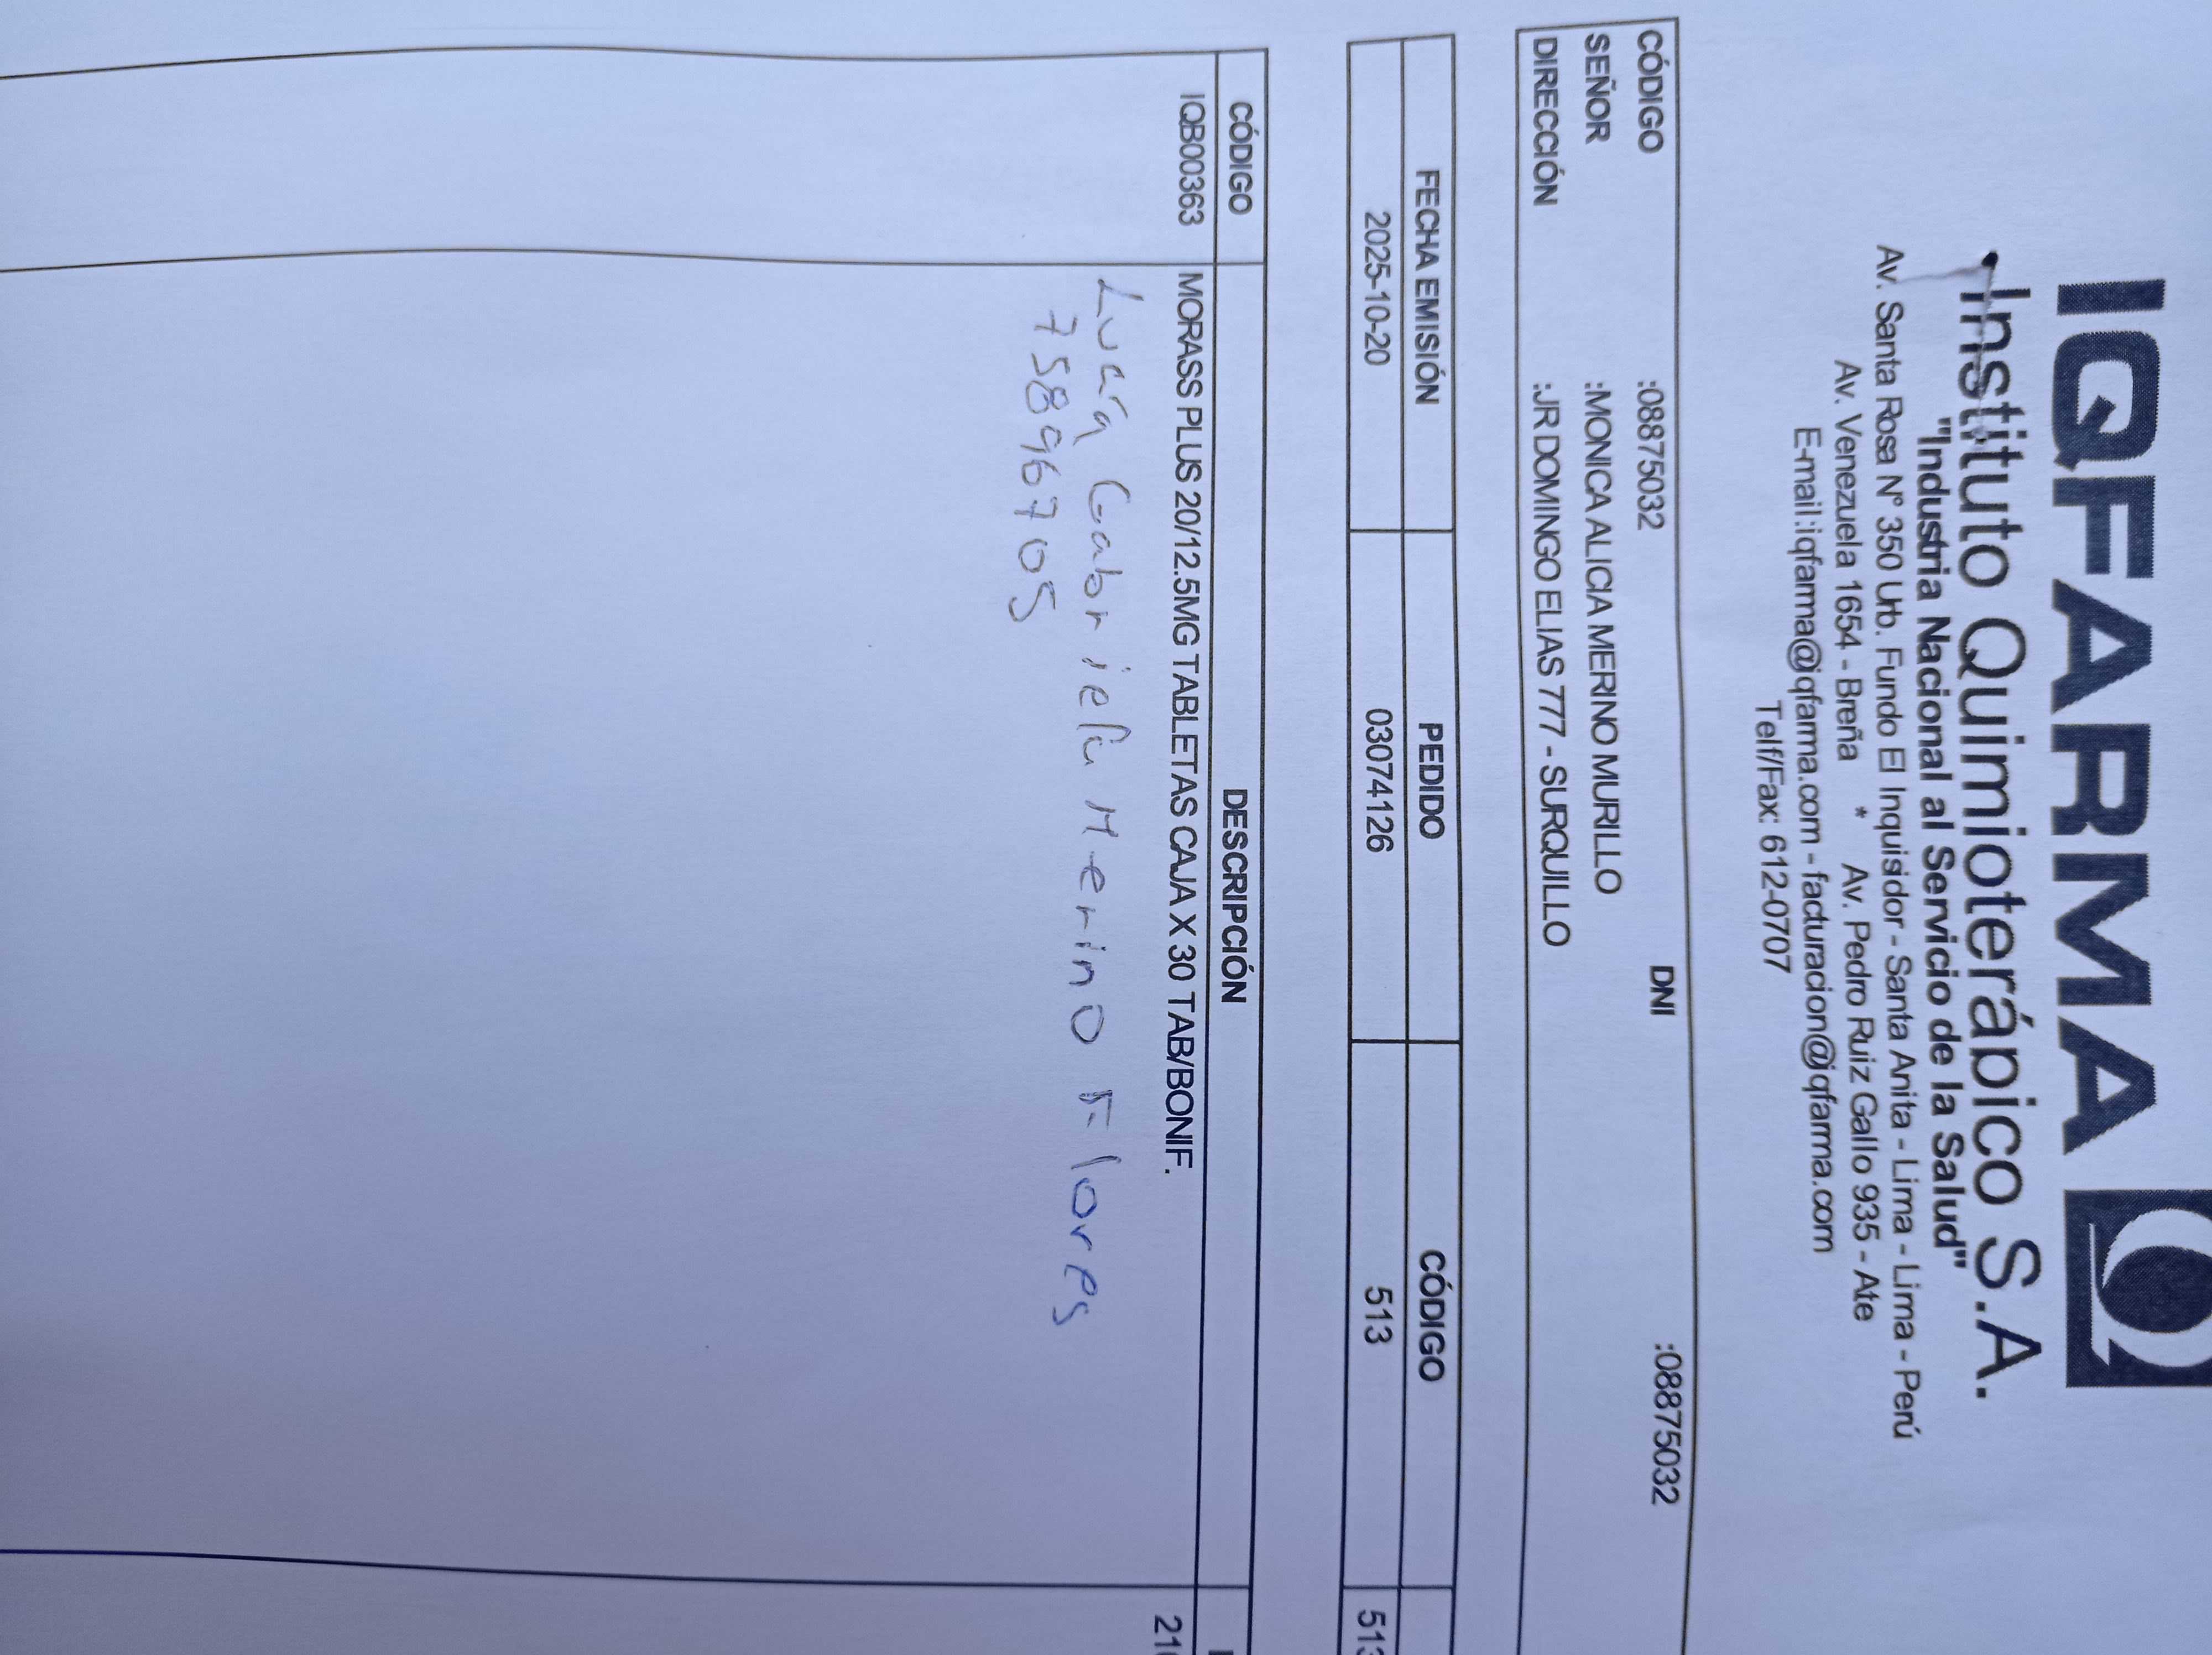 IQFARMA
Instituto Quimioterápico S.A.
"Industria Nacional al Servicio de la Salud"
Av. Santa Rosa Nº 350 Urb. Fundo El Inquisidor - Santa Anita - Lima - Lima - Perú
Av. Venezuela 1654 - Breña * Av. Pedro Ruiz Gallo 935 - Ate
E-mail:iqfarma@iqfarma.com - facturacion@iqfarma.com
Telf/Fax: 612-0707
CÓDIGO :08875032 DNI :08875032
SEÑOR :MONICA ALICIA MERINO MURILLO
DIRECCIÓN :JR DOMINGO ELIAS 777 - SURQUILLO
FECHA EMISIÓN PEDIDO CÓDIGO
2025-10-20 03074126 513 513
CÓDIGO DESCRIPCIÓN
IQB00363 MORASS PLUS 20/12.5MG TABLETAS CAJA X 30 TAB/BONIF.
Gabriela Merino Flores
75896705